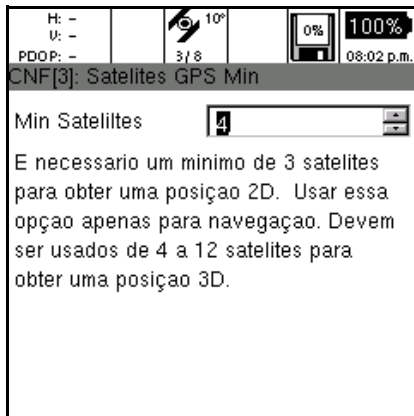 H: -
V: -
PDOP: -
10°
3/8
0%
100%
08:02 p.m.
CNF[3]: Satelites GPS Min
Min Sateliltes
4
E necessario um minimo de 3 satelites
para obter uma posiçao 2D. Usar essa
opçao apenas para navegaçao. Devem
ser usados de 4 a 12 satelites para
obter uma posiçao 3D.